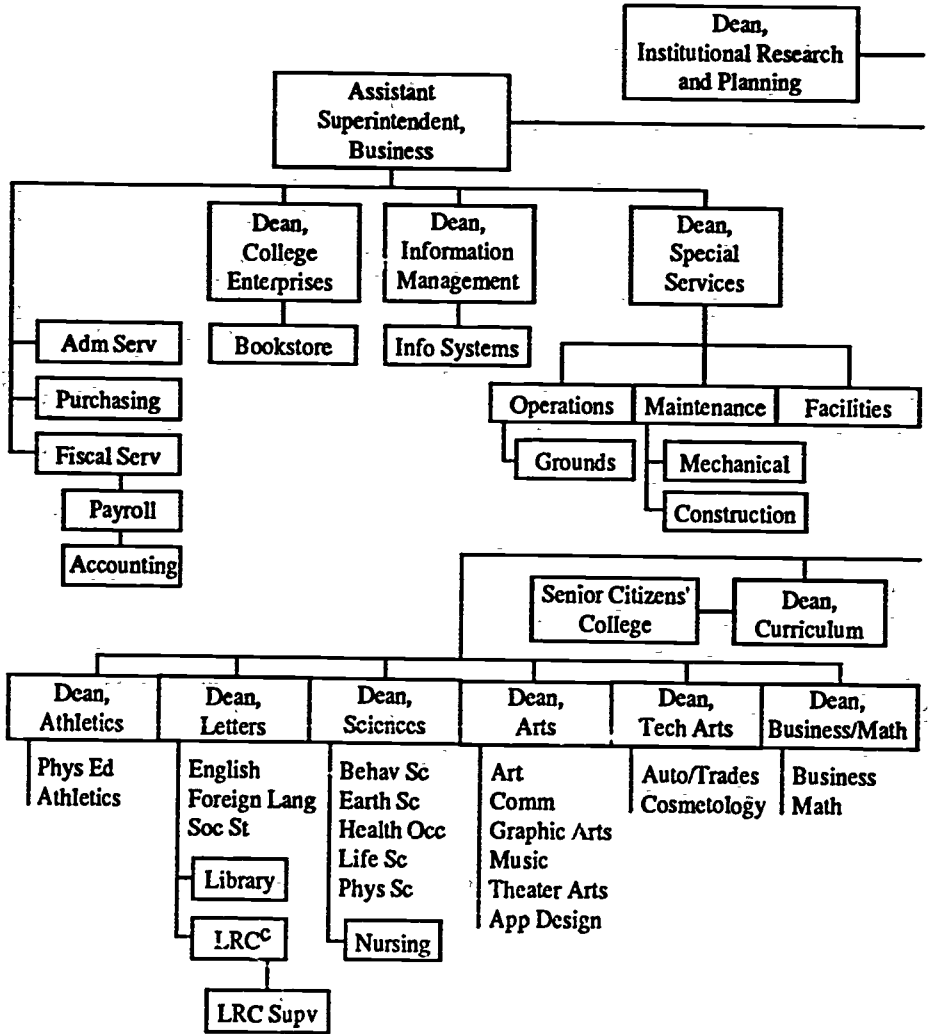 Dean,
Institutional Research
and Planning
Assistant
Superintendent,
Business
Dean,
College
Enterprises
Dean,
Information
Management
Dean,
Special
Services
Adm Serv
Bookstore
Info Systems
Purchasing
Operations
Maintenance
Facilities
Fiscal Serv
Grounds
Mechanical
Payroll
Construction
Accounting
Senior Citizens'
College
Dean,
Curriculum
Dean,
Athletics
Phys Ed
Athletics
Dean,
Letters
English
Foreign Lang
Soc St
Library
LRCᶜ
LRC Supv
Dean,
Sciences
Behav Sc
Earth Sc
Health Occ
Life Sc
Phys Sc
Nursing
Dean,
Arts
Art
Comm
Graphic Arts
Music
Theater Arts
App Design
Dean,
Tech Arts
Auto/Trades
Cosmetology
Dean,
Business/Math
Business
Math